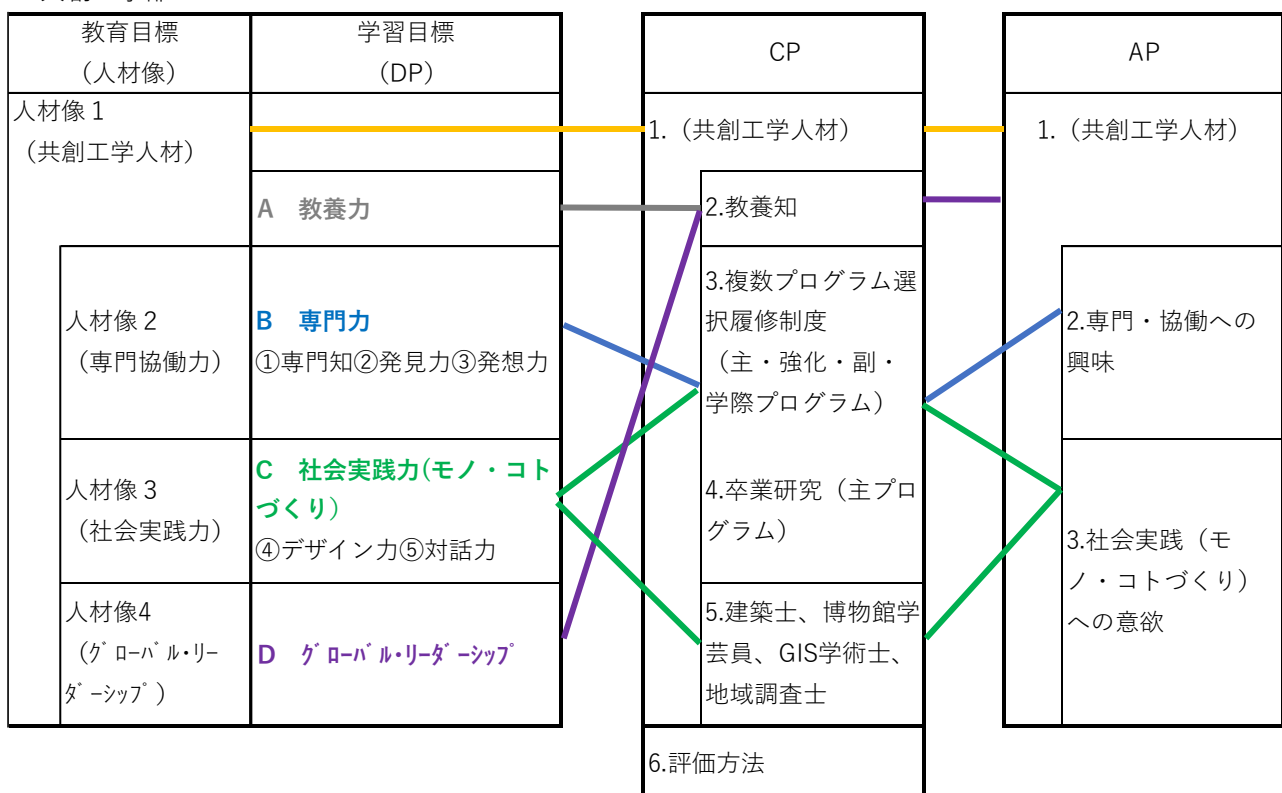 教育目標
(人材像)
学習目標
(DP)
CP
AP
人材像１
（共創工学人材）
1.（共創工学人材）
1.（共創工学人材）
A　教養力
2.教養知
人材像２
（専門協働力）
B　専門力
①専門知②発見力③発想力
3.複数プログラム選
択履修制度
（主・強化・副・
学際プログラム）
2.専門・協働への
興味
人材像３
（社会実践力）
C　社会実践力(モノ・コト
づくり)
④デザイン力⑤対話力
4.卒業研究（主プロ
グラム）
3.社会実践（モ
ノ・コトづくり）
への意欲
人材像4
（ｸﾞﾛｰﾊﾞﾙ・ﾘｰ
ﾀﾞｰｼｯﾌﾟ）
D　ｸﾞﾛｰﾊﾞﾙ・ﾘｰﾀﾞｰｼｯﾌﾟ
5.建築士、博物館学
芸員、GIS学術士、
地域調査士
6.評価方法